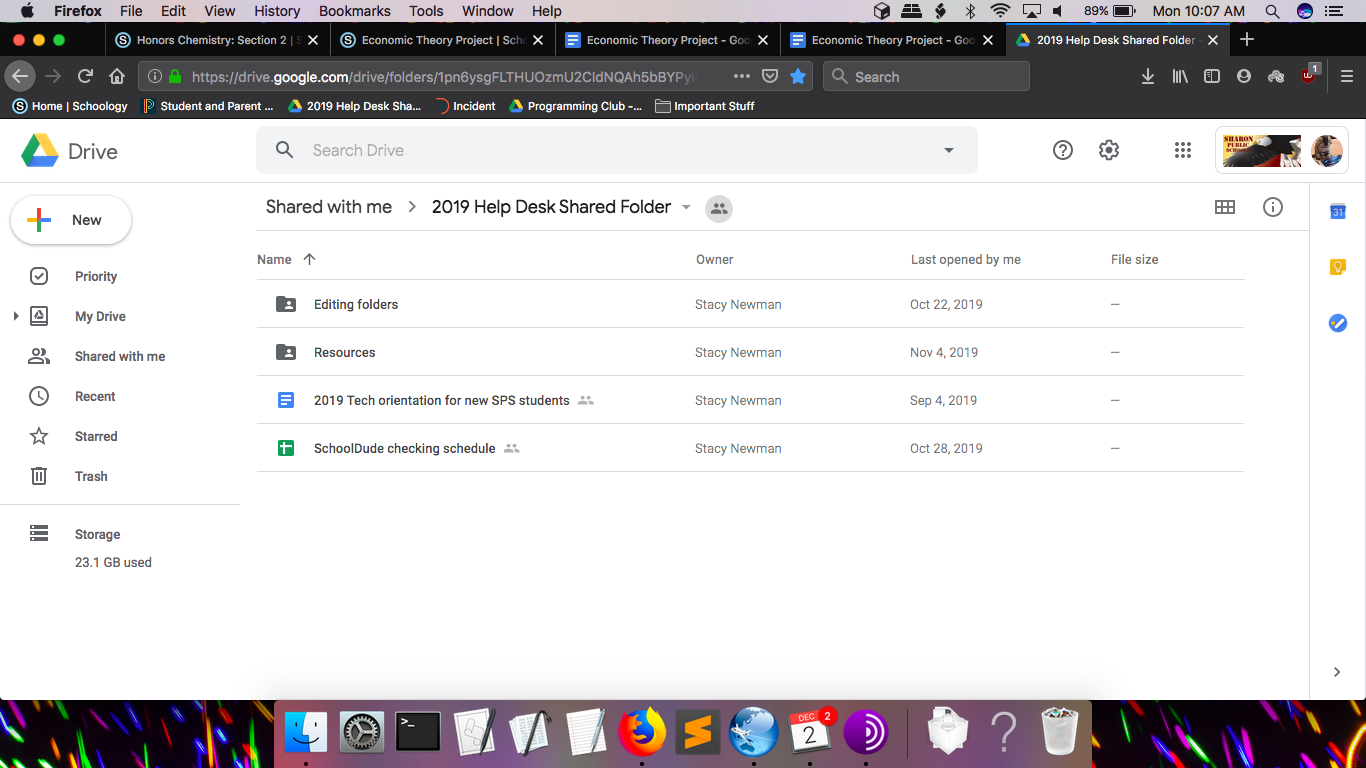 Firefox File Edit View History Bookmarks Tools Window Help 89% Mon 10:07 AM
Honors Chemistry: Section 2 | S Economic Theory Project | Scho Economic Theory Project - Goo Economic Theory Project - Goo 2019 Help Desk Shared Folder -
https://drive.google.com/drive/folders/1pn6ysgFLTHUOzmU2CldNQAh5bBYPyi Search 1
Home | Schoology Student and Parent ... 2019 Help Desk Sha... Incident Programming Club -... Important Stuff
Drive Search Drive
SHARON
PUBLIC
New Shared with me > 2019 Help Desk Shared Folder
31
Name Owner Last opened by me File size
Priority
Editing folders Stacy Newman Oct 22, 2019 —
My Drive
Shared with me Resources Stacy Newman Nov 4, 2019 —
Recent 2019 Tech orientation for new SPS students Stacy Newman Sep 4, 2019 —
Starred SchoolDude checking schedule Stacy Newman Oct 28, 2019 —
Trash
Storage
23.1 GB used
DEC 2
2